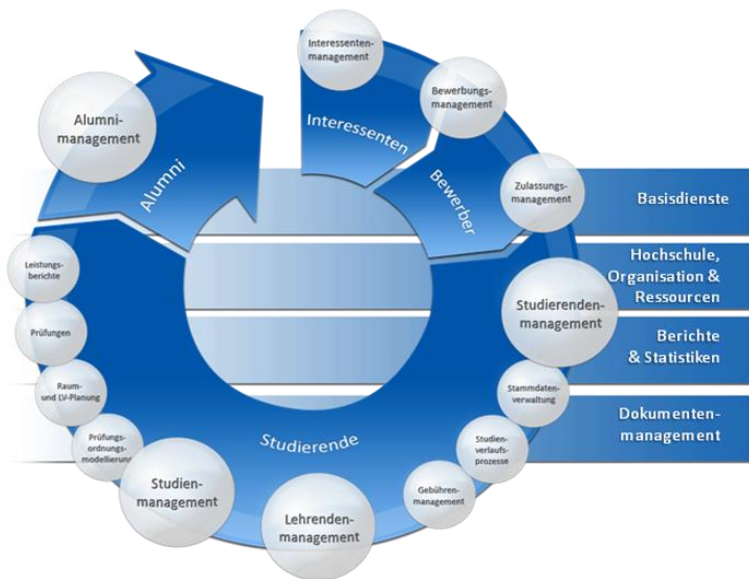 Interessenten-
management
Bewerbungs-
management
Alumni-
management
Interessenten
Alumni
Bewerber
Zulassungs-
management
Basisdienste
Hochschule,
Organisation &
Ressourcen
Leistungs-
berichte
Studierenden-
management
Prüfungen
Berichte
& Statistiken
Raum-
und LV-Planung
Stammdaten-
verwaltung
Dokumenten-
management
Prüfungs-
ordnungs-
modellierung
Studierende
Studien-
verlaufs-
prozesse
Studien-
management
Gebühren-
management
Lehrenden-
management